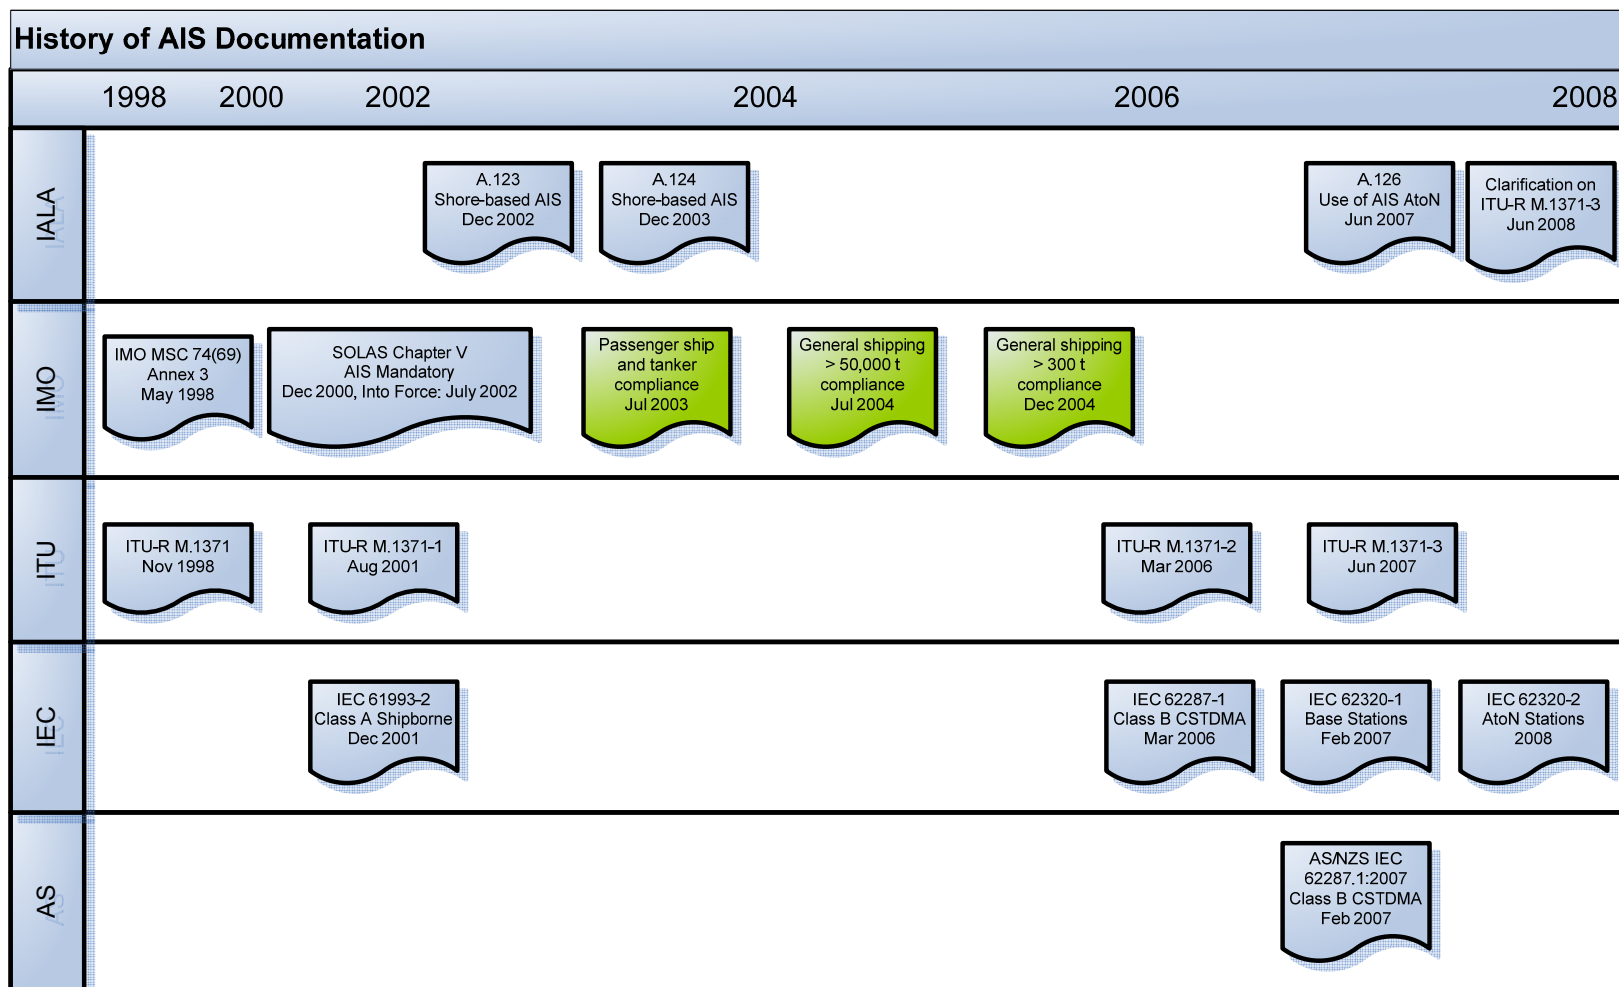 History of AIS Documentation
1998 2000 2002 2004 2006 2008
IALA
A.123
Shore-based AIS
Dec 2002
A.124
Shore-based AIS
Dec 2003
A.126
Use of AIS AtoN
Jun 2007
Clarification on
ITU-R M.1371-3
Jun 2008
IMO
IMO MSC 74(69)
Annex 3
May 1998
SOLAS Chapter V
AIS Mandatory
Dec 2000, Into Force: July 2002
Passenger ship
and tanker
compliance
Jul 2003
General shipping
> 50,000 t
compliance
Jul 2004
General shipping
> 300 t
compliance
Dec 2004
ITU
ITU-R M.1371
Nov 1998
ITU-R M.1371-1
Aug 2001
ITU-R M.1371-2
Mar 2006
ITU-R M.1371-3
Jun 2007
IEC
IEC 61993-2
Class A Shipborne
Dec 2001
IEC 62287-1
Class B CSTDMA
Mar 2006
IEC 62320-1
Base Stations
Feb 2007
IEC 62320-2
AtoN Stations
2008
AS
AS/NZS IEC
62287.1:2007
Class B CSTDMA
Feb 2007